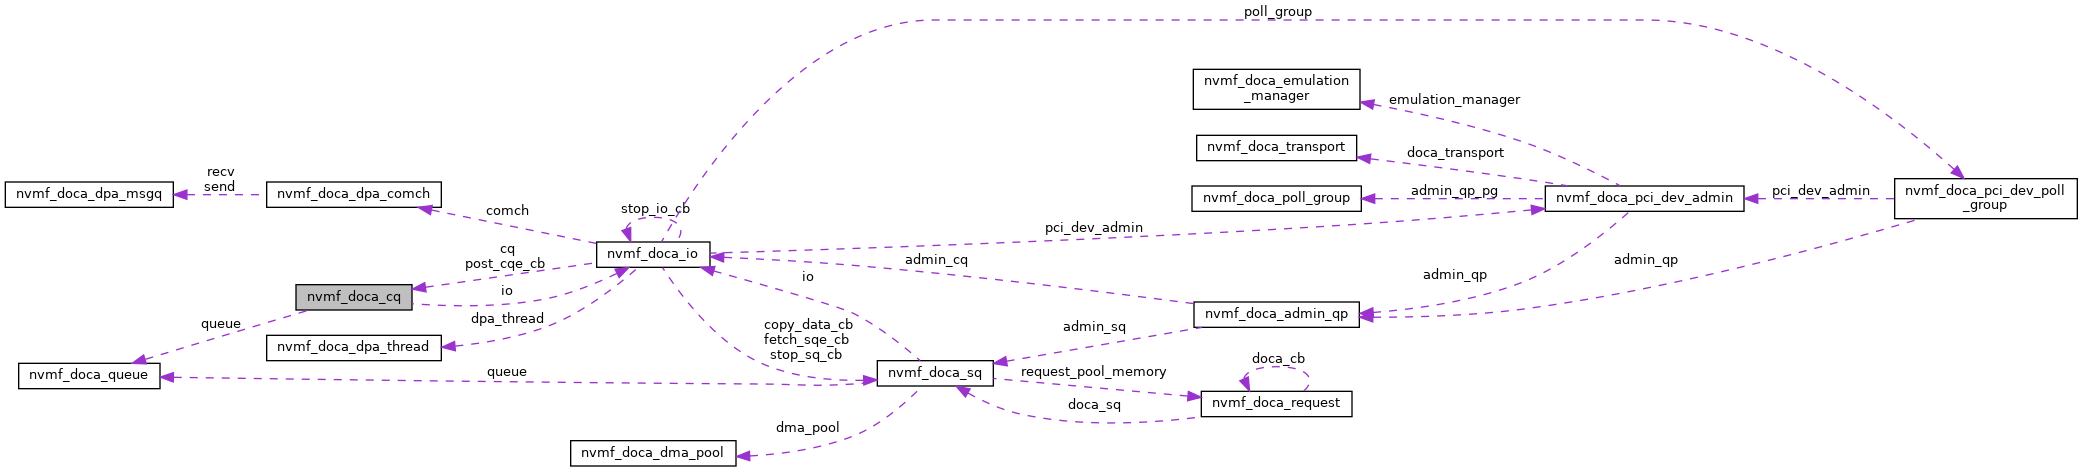 poll_group
nvmf_doca_emulation
_manager
emulation_manager
nvmf_doca_transport
doca_transport
recv
send
nvmf_doca_dpa_msgq
nvmf_doca_dpa_comch
comch
stop_io_cb
nvmf_doca_poll_group
admin_qp_pg
nvmf_doca_pci_dev_admin
pci_dev_admin
nvmf_doca_pci_dev_poll
_group
pci_dev_admin
nvmf_doca_io
cq
post_cqe_cb
admin_cq
admin_qp
admin_qp
io
nvmf_doca_cq
io
queue
dpa_thread
nvmf_doca_admin_qp
admin_sq
copy_data_cb
fetch_sqe_cb
stop_sq_cb
nvmf_doca_dpa_thread
nvmf_doca_queue
queue
nvmf_doca_sq
request_pool_memory
doca_cb
doca_sq
nvmf_doca_request
dma_pool
nvmf_doca_dma_pool